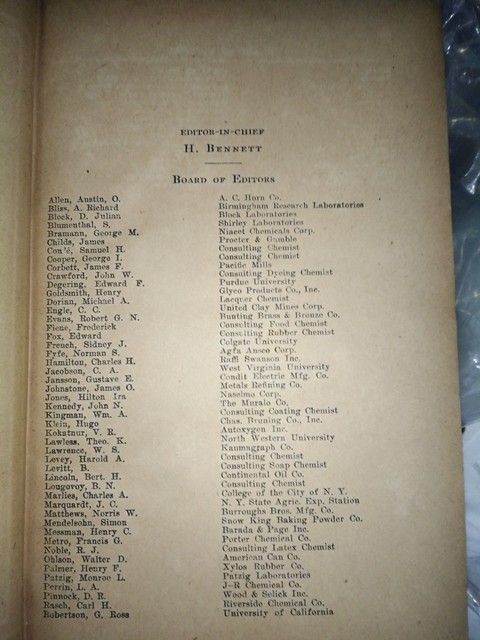 EDITOR-IN-CHIEF
H. BENNETT
BOARD OF EDITORS
Allen, Austin, O. A. C. Horn Co.
Bliss, A. Richard Birmingham Research Laboratories
Block, D. Julian Block Laboratories
Blumenthal, S. Shirley Laboratories
Bramann, George M. Niacet Chemicals Corp.
Childs, James Procter & Gamble
Con'é, Samuel H. Consulting Chemist
Cooper, George I. Consulting Chemist
Corbett, James F. Pacific Mills
Crawford, John W. Consulting Dyeing Chemist
Degering, Edward F. Purdue University
Goldsmith, Henry Glyco Products Co., Inc.
Dorian, Michael A. Lacquer Chemist
Engle, C. C. United Clay Mines Corp.
Evans, Robert G. N. Bunting Brass & Bronze Co.
Fiene, Frederick Consulting Food Chemist
Fox, Edward Consulting Rubber Chemist
French, Sidney J. Colgate University
Fyfe, Norman S. Agfa Ansco Corp.
Hamilton, Charles H. Raffi Swanson Inc.
Jacobson, C. A. West Virginia University
Jansson, Gustave E. Condit Electric Mfg. Co.
Johnstone, James O. Metals Refining Co.
Jones, Hilton Ira Naselmo Corp.
Kennedy, John N. The Muralo Co.
Kingman, Wm. A. Consulting Coating Chemist
Klein, Hugo Chas. Bruning Co., Inc.
Kokatnur, V. R. Autoxygen Inc.
Lawless, Theo. K. North Western University
Lawrence, W. S. Kaumagraph Co.
Levey, Harold A. Consulting Chemist
Levitt, B. Consulting Soap Chemist
Lincoln, Bert. H. Continental Oil Co.
Lougovoy, B. N. Consulting Chemist
Marlies, Charles A. College of the City of N. Y.
Marquardt, J. C. N. Y. State Agric. Exp. Station
Matthews, Norris W. Burroughs Bros. Mfg. Co.
Mendelsohn, Simon Snow King Baking Powder Co.
Messman, Henry C. Barada & Page Inc.
Metro, Francis G. Porter Chemical Co.
Noble, R. J. Consulting Latex Chemist
Ohlson, Walter D. American Can Co.
Palmer, Henry F. Xylos Rubber Co.
Patzig, Monroe L. Patzig Laboratories
Perrin, L. A. J-R Chemical Co.
Pinnock, D. R. Wood & Selick Inc.
Rasch, Carl H. Riverside Chemical Co.
Robertson, G. Ross University of California